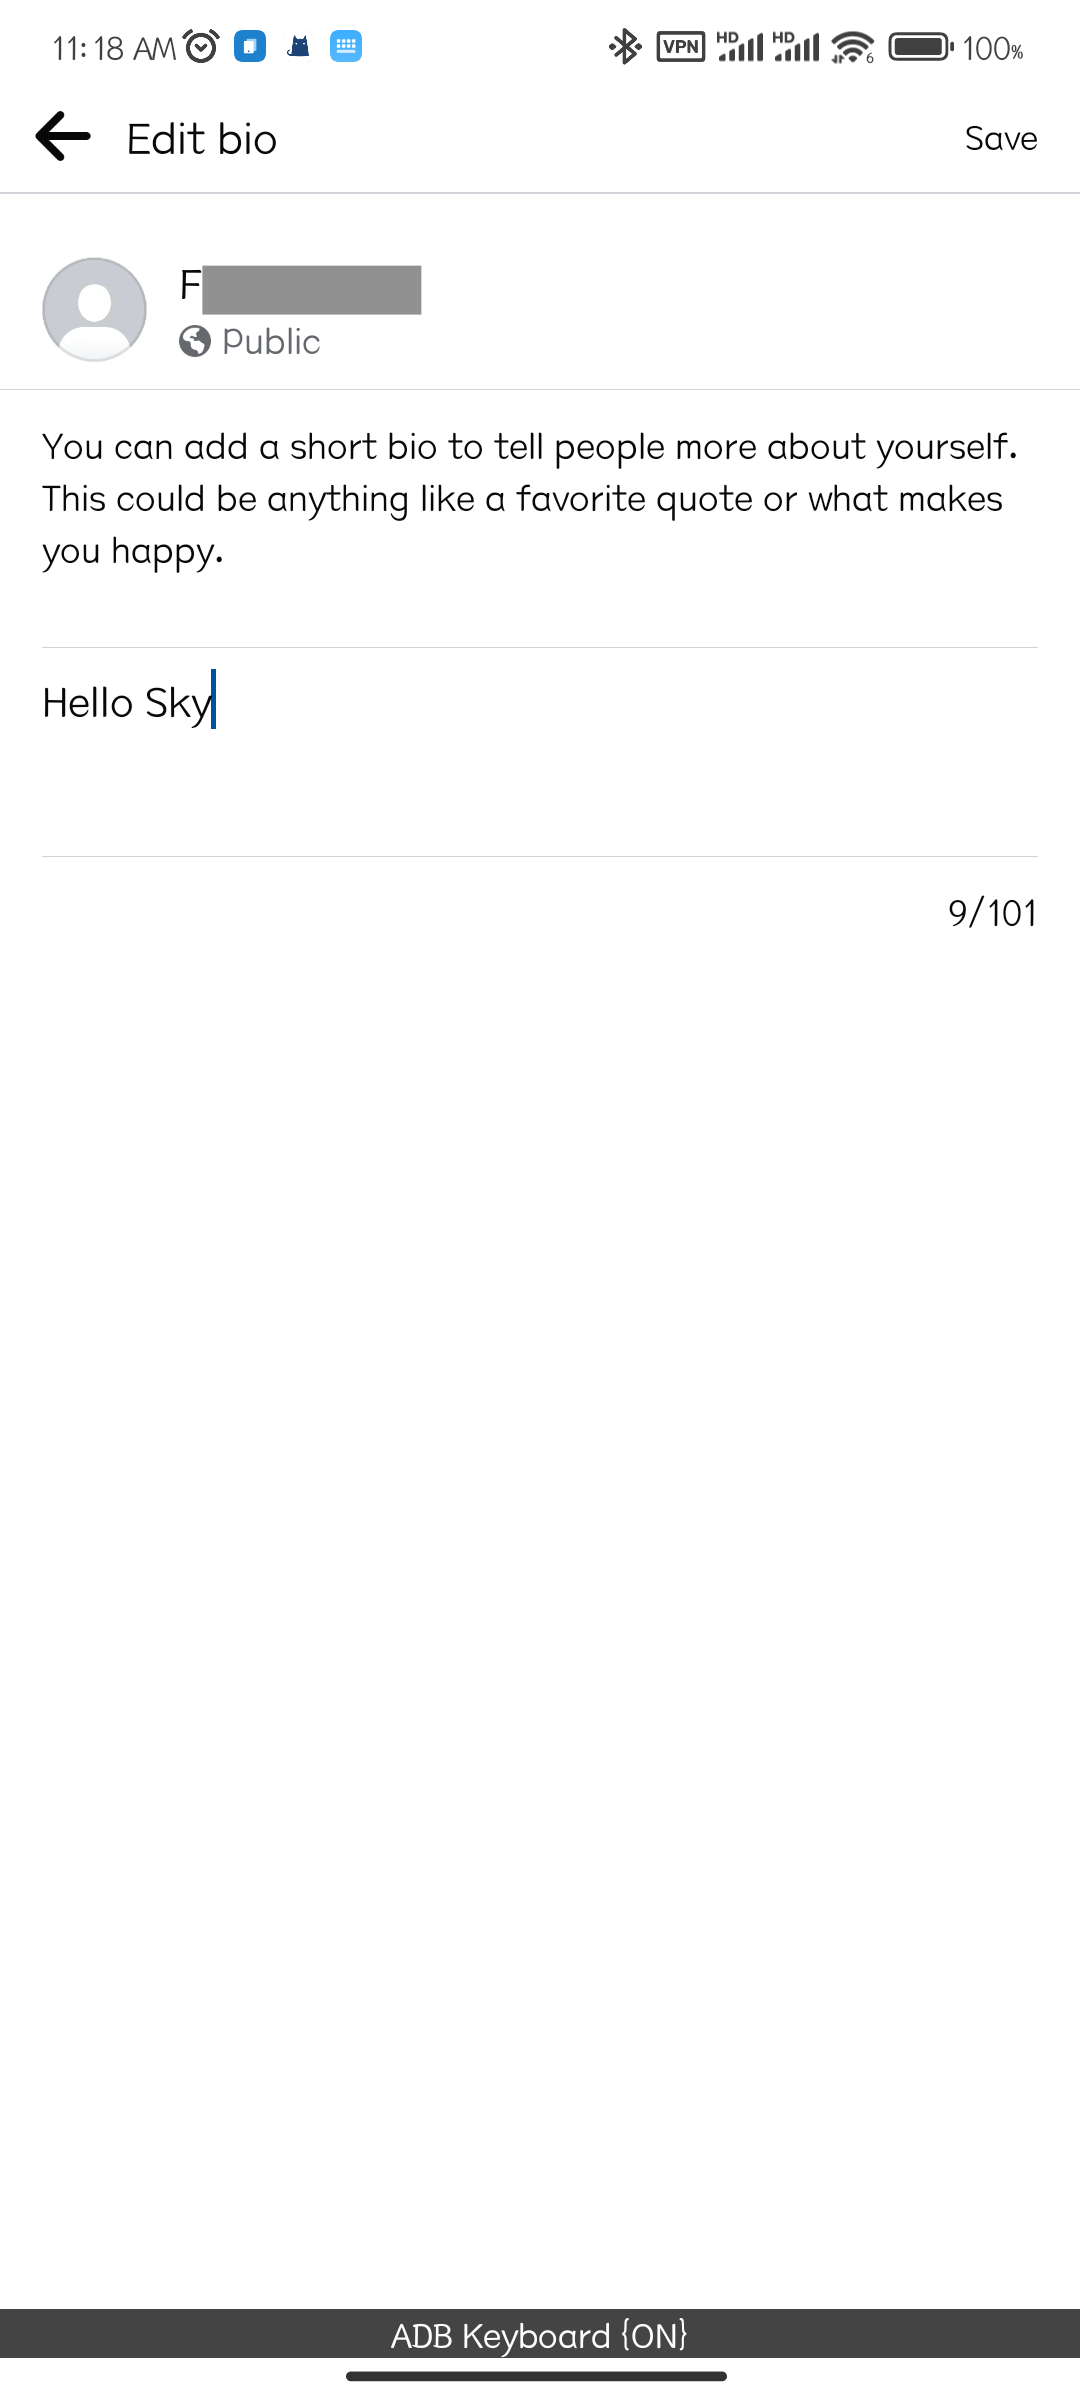 11:18 AM
VPN HD HD 6 100%
Edit bio
Save
F
Public
You can add a short bio to tell people more about yourself.
This could be anything like a favorite quote or what makes
you happy.
Hello Sky
9/101
ADB Keyboard {ON}